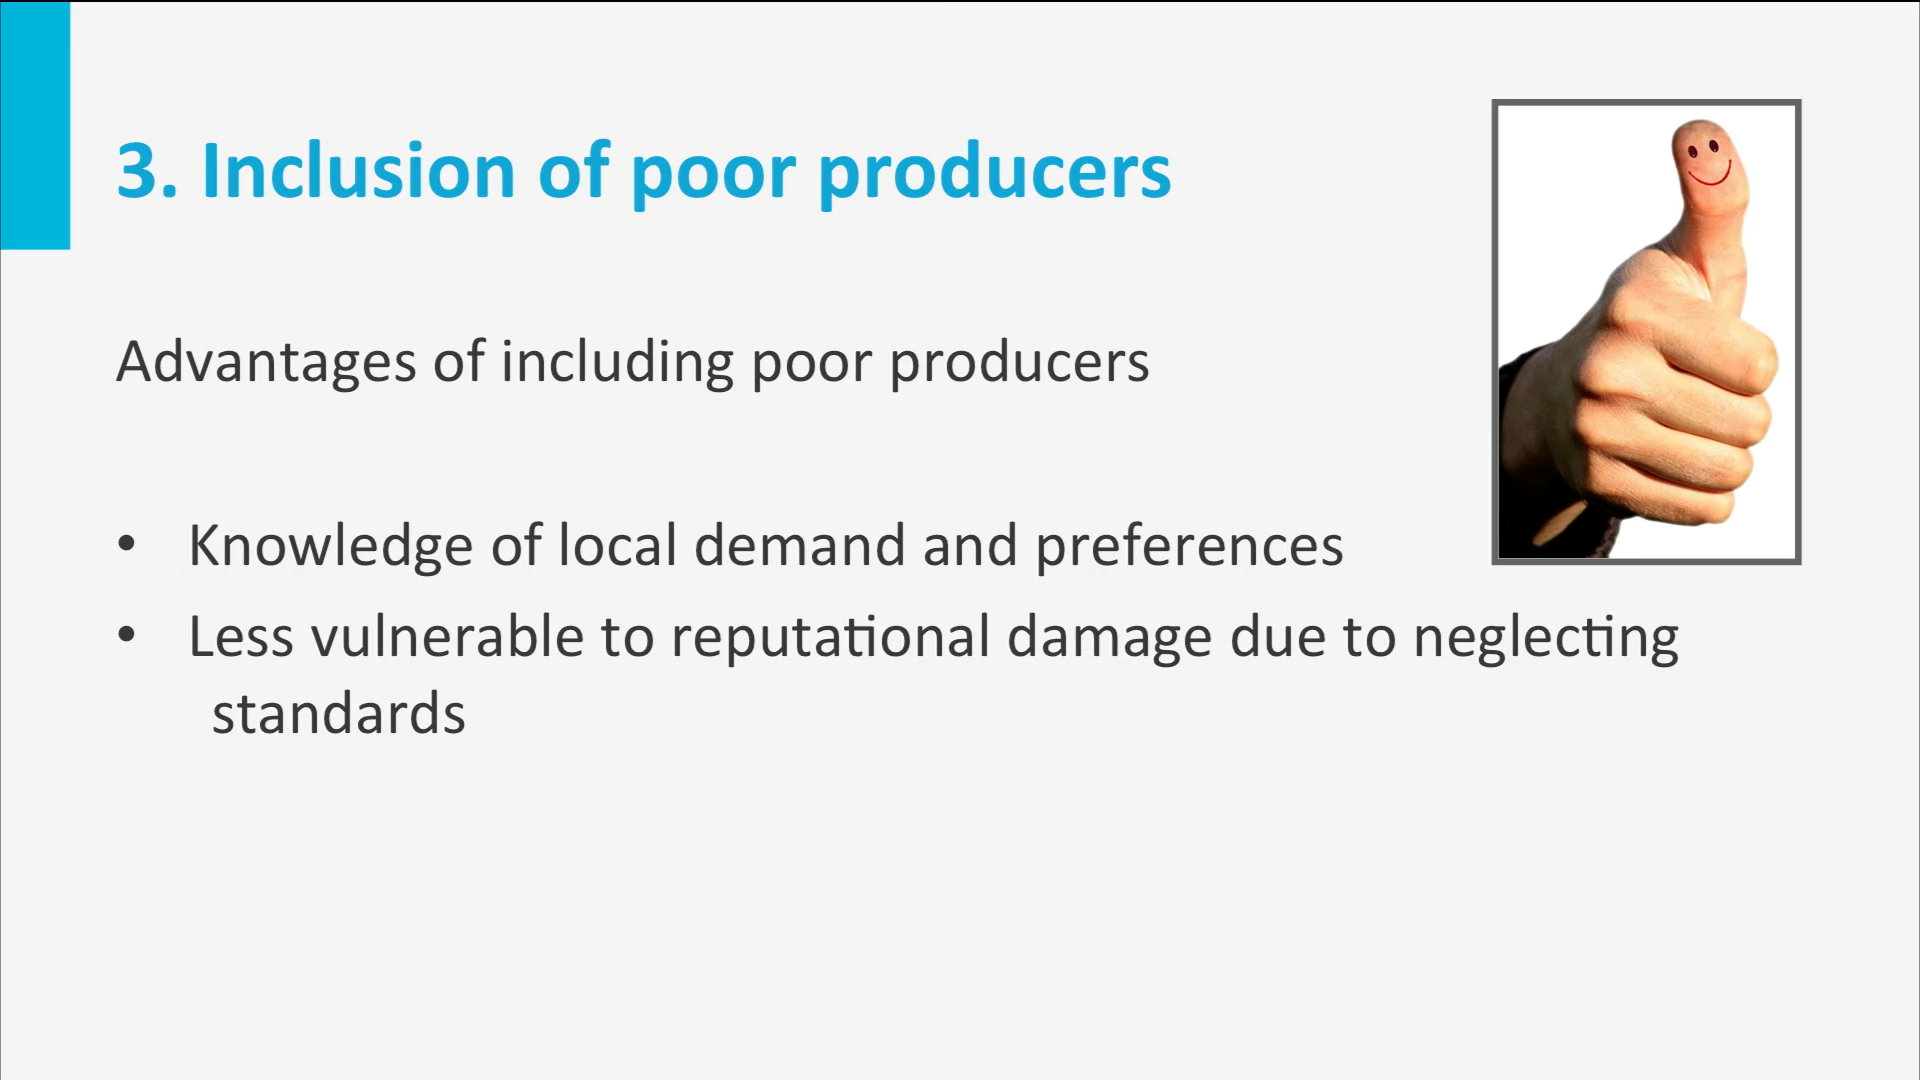 3. Inclusion of poor producers
Advantages of including poor producers
• Knowledge of local demand and preferences
• Less vulnerable to reputational damage due to neglecting
standards